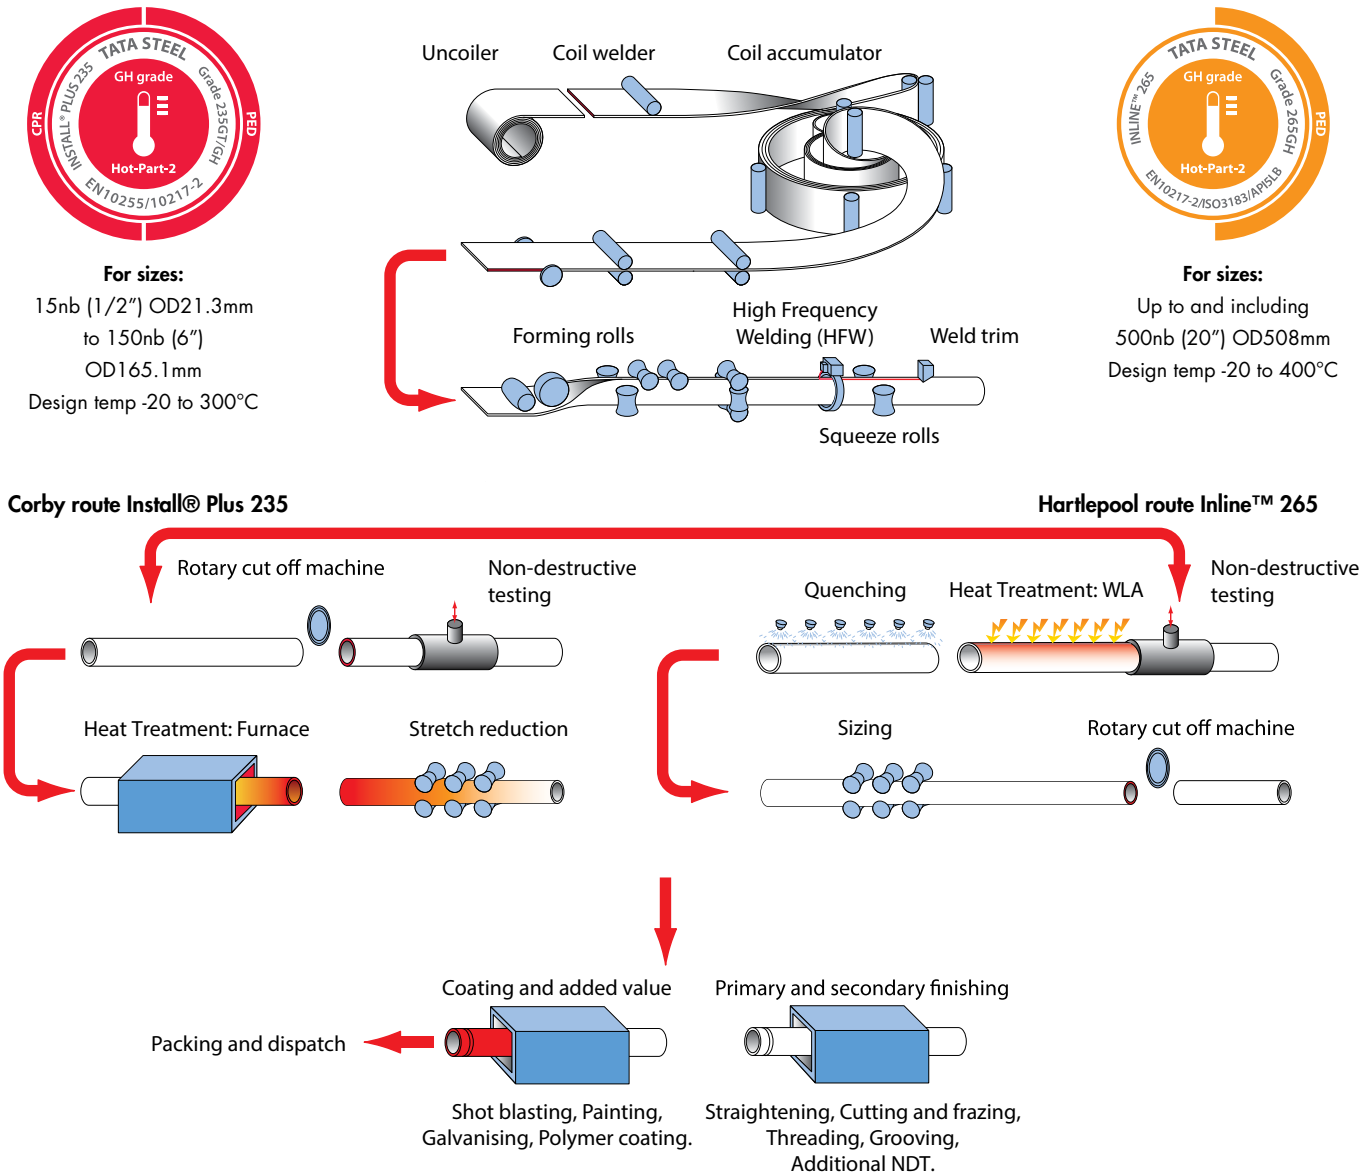 TATA STEEL
INSTALL® PLUS 235
Grade 235GT/GH
EN10255/10217-2
CPR
PED
GH grade
Hot-Part-2
For sizes:
15nb (1/2”) OD21.3mm
to 150nb (6”)
OD165.1mm
Design temp -20 to 300°C
Uncoiler
Coil welder
Coil accumulator
TATA STEEL
INLINE™ 265
Grade 265GH
EN10217-2/ISO3183/API5LB
PED
GH grade
Hot-Part-2
For sizes:
Up to and including
500nb (20”) OD508mm
Design temp -20 to 400°C
Forming rolls
High Frequency
Welding (HFW)
Weld trim
Squeeze rolls
Corby route Install® Plus 235
Hartlepool route Inline™ 265
Rotary cut off machine
Non-destructive
testing
Quenching
Heat Treatment: WLA
Non-destructive
testing
Heat Treatment: Furnace
Stretch reduction
Sizing
Rotary cut off machine
Coating and added value
Primary and secondary finishing
Packing and dispatch
Shot blasting, Painting,
Galvanising, Polymer coating.
Straightening, Cutting and frazing,
Threading, Grooving,
Additional NDT.